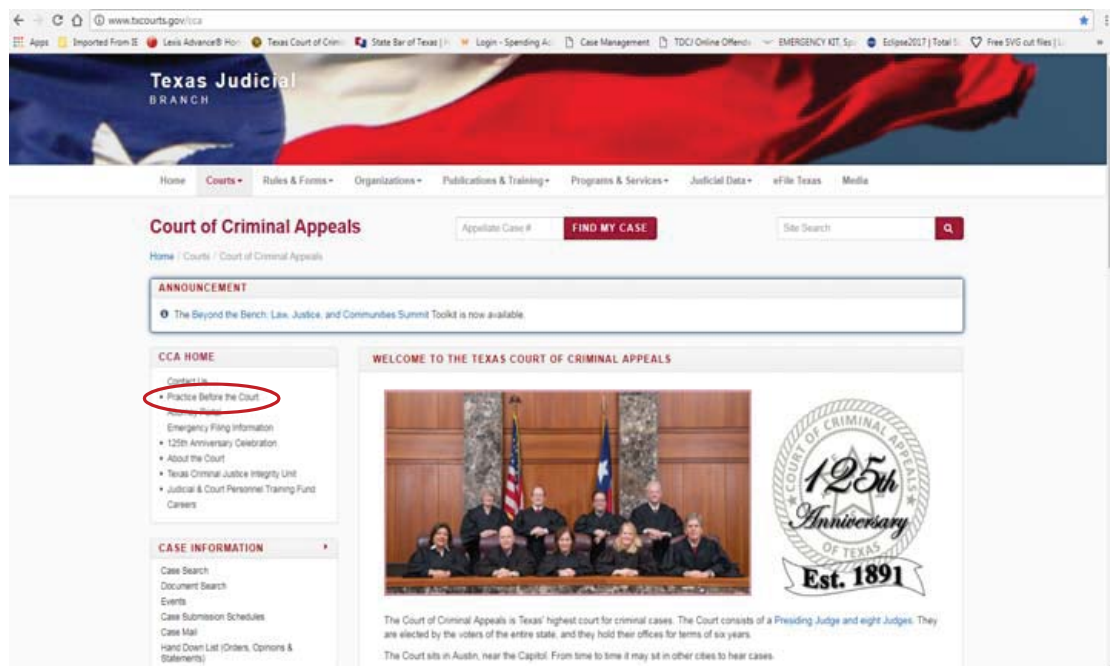 www.txcourts.gov/cca
Apps Imported From IE Lexis Advance® Hom Texas Court of Crimi State Bar of Texas | Login - Spending Ac Case Management TDCJ Online Offende EMERGENCY KIT, Spi Eclipse2017 | Total S Free SVG cut files | L »
Texas Judicial
BRANCH
Home Courts Rules & Forms Organizations Publications & Training Programs & Services Judicial Data eFile Texas Media
Court of Criminal Appeals
Appellate Case # FIND MY CASE Site Search
Home / Courts / Court of Criminal Appeals
ANNOUNCEMENT
The Beyond the Bench: Law, Justice, and Communities Summit Toolkit is now available.
CCA HOME
Contact Us
Practice Before the Court
Attorney Portal
Emergency Filing Information
125th Anniversary Celebration
About the Court
Texas Criminal Justice Integrity Unit
Judicial & Court Personnel Training Fund
Careers
CASE INFORMATION
Case Search
Document Search
Events
Case Submission Schedules
Case Mail
Hand Down List (Orders, Opinions &
Statements)
WELCOME TO THE TEXAS COURT OF CRIMINAL APPEALS
COURT OF CRIMINAL APPEALS
125th
Anniversary
OF TEXAS
Est. 1891
The Court of Criminal Appeals is Texas' highest court for criminal cases. The Court consists of a Presiding Judge and eight Judges. They
are elected by the voters of the entire state, and they hold their offices for terms of six years.
The Court sits in Austin, near the Capitol. From time to time it may sit in other cities to hear cases.